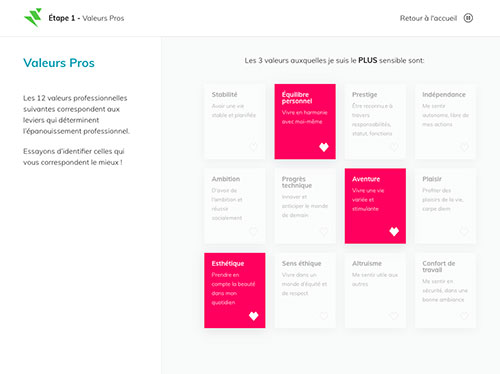 Étape 1 - Valeurs Pros
Retour à l'accueil
Valeurs Pros
Les 12 valeurs professionnelles
suivantes correspondent aux
leviers qui déterminent
l'épanouissement professionnel.
Essayons d'identifier celles qui
vous correspondent le mieux !
Les 3 valeurs auxquelles je suis le PLUS sensible sont:
Stabilité
Avoir une vie
stable et planifiée
Équilibre
personnel
Vivre en harmonie
avec moi-même
Prestige
Être reconnue à
travers
responsabilités,
statut, fonctions
Indépendance
Me sentir
autonome, libre de
mes actions
Ambition
D'avoir de
l'ambition et
réussir
socialement
Progrès
technique
Innover et
anticiper le monde
de demain
Aventure
Vivre une vie
variée et
stimulante
Plaisir
Profiter des
plaisirs de la vie,
carpe diem
Esthétique
Prendre en
compte la beauté
dans mon
quotidien
Sens éthique
Vivre dans un
monde d'équité et
de respect
Altruisme
Me sentir utile aux
autres
Confort de
travail
Me sentir en
sécurité, dans une
bonne ambiance